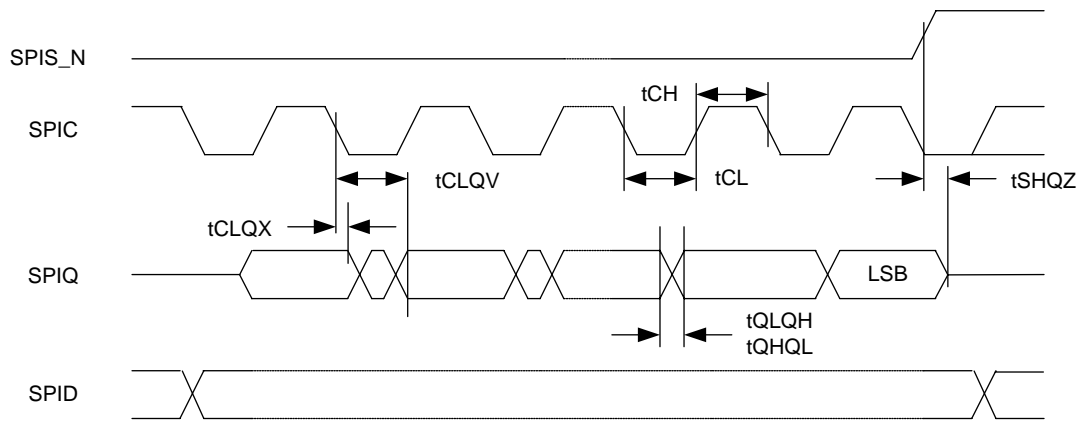 SPIS_N
tCH
SPIC
tCLQV
tCL
tSHQZ
tCLQX
SPIQ
LSB
tQLQH
tQHQL
SPID